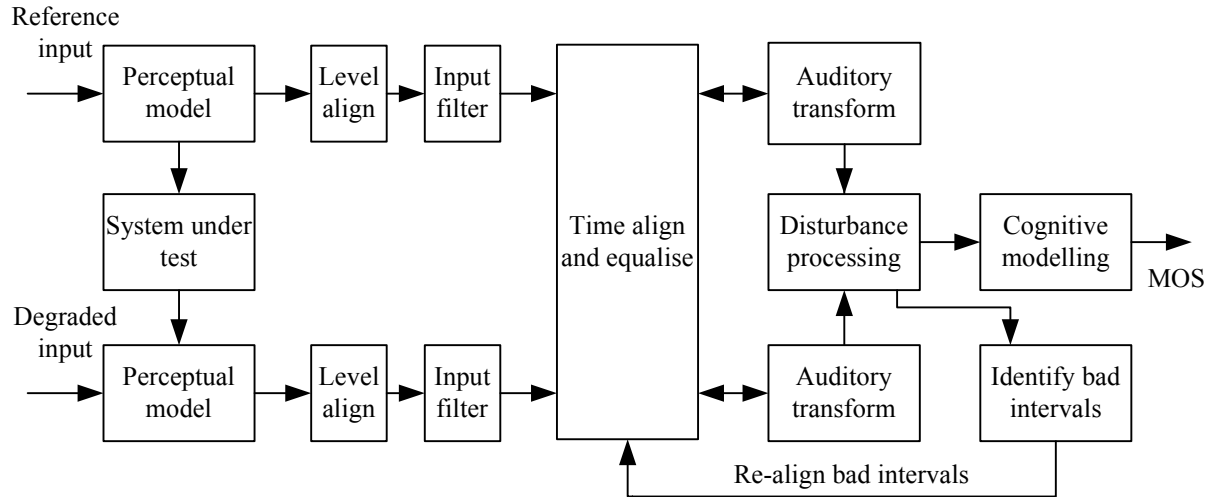 Reference
input
Perceptual
model
Level
align
Input
filter
Auditory
transform
System under
test
Time align
and equalise
Disturbance
processing
Cognitive
modelling
MOS
Degraded
input
Perceptual
model
Level
align
Input
filter
Auditory
transform
Identify bad
intervals
Re-align bad intervals